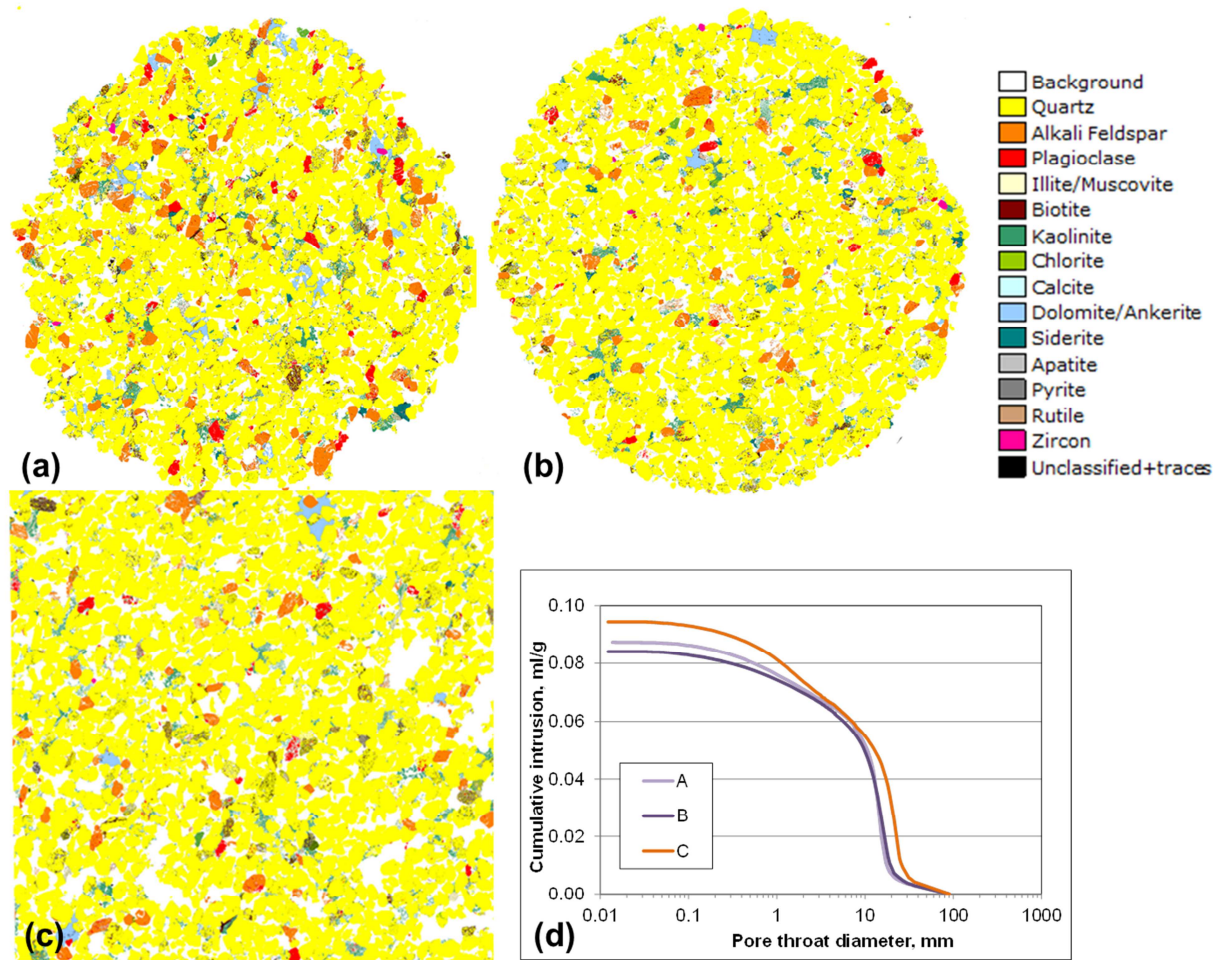 (a)
(b)
Background
Quartz
Alkali Feldspar
Plagioclase
Illite/Muscovite
Biotite
Kaolinite
Chlorite
Calcite
Dolomite/Ankerite
Siderite
Apatite
Pyrite
Rutile
Zircon
Unclassified+traces
(c)
(d)
Cumulative intrusion, ml/g
0.10
0.08
0.06
0.04
0.02
0.00
A
B
C
0.01 0.1 1 10 100 1000
Pore throat diameter, mm